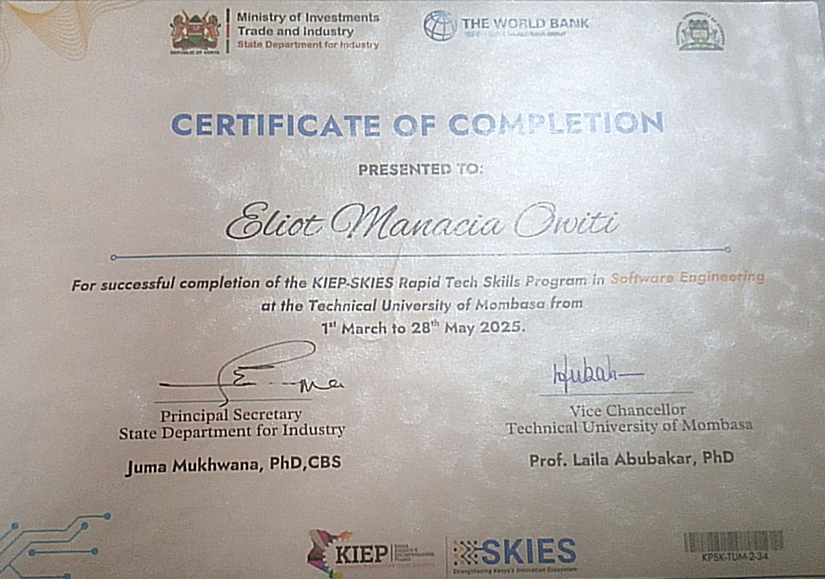 Ministry of Investments
Trade and Industry
State Department for Industry
REPUBLIC OF KENYA
THE WORLD BANK
CERTIFICATE OF COMPLETION
PRESENTED TO:
Eliot Manacia Owiti
For successful completion of the KIEP-SKIES Rapid Tech Skills Program in Software Engineering
at the Technical University of Mombasa from
1st March to 28th May 2025.
Principal Secretary
State Department for Industry
Juma Mukhwana, PhD,CBS
Vice Chancellor
Technical University of Mombasa
Prof. Laila Abubakar, PhD
KIEP
SKIES
Strengthening Kenya's Innovation Ecosystem
KPSK-TUM-2-34